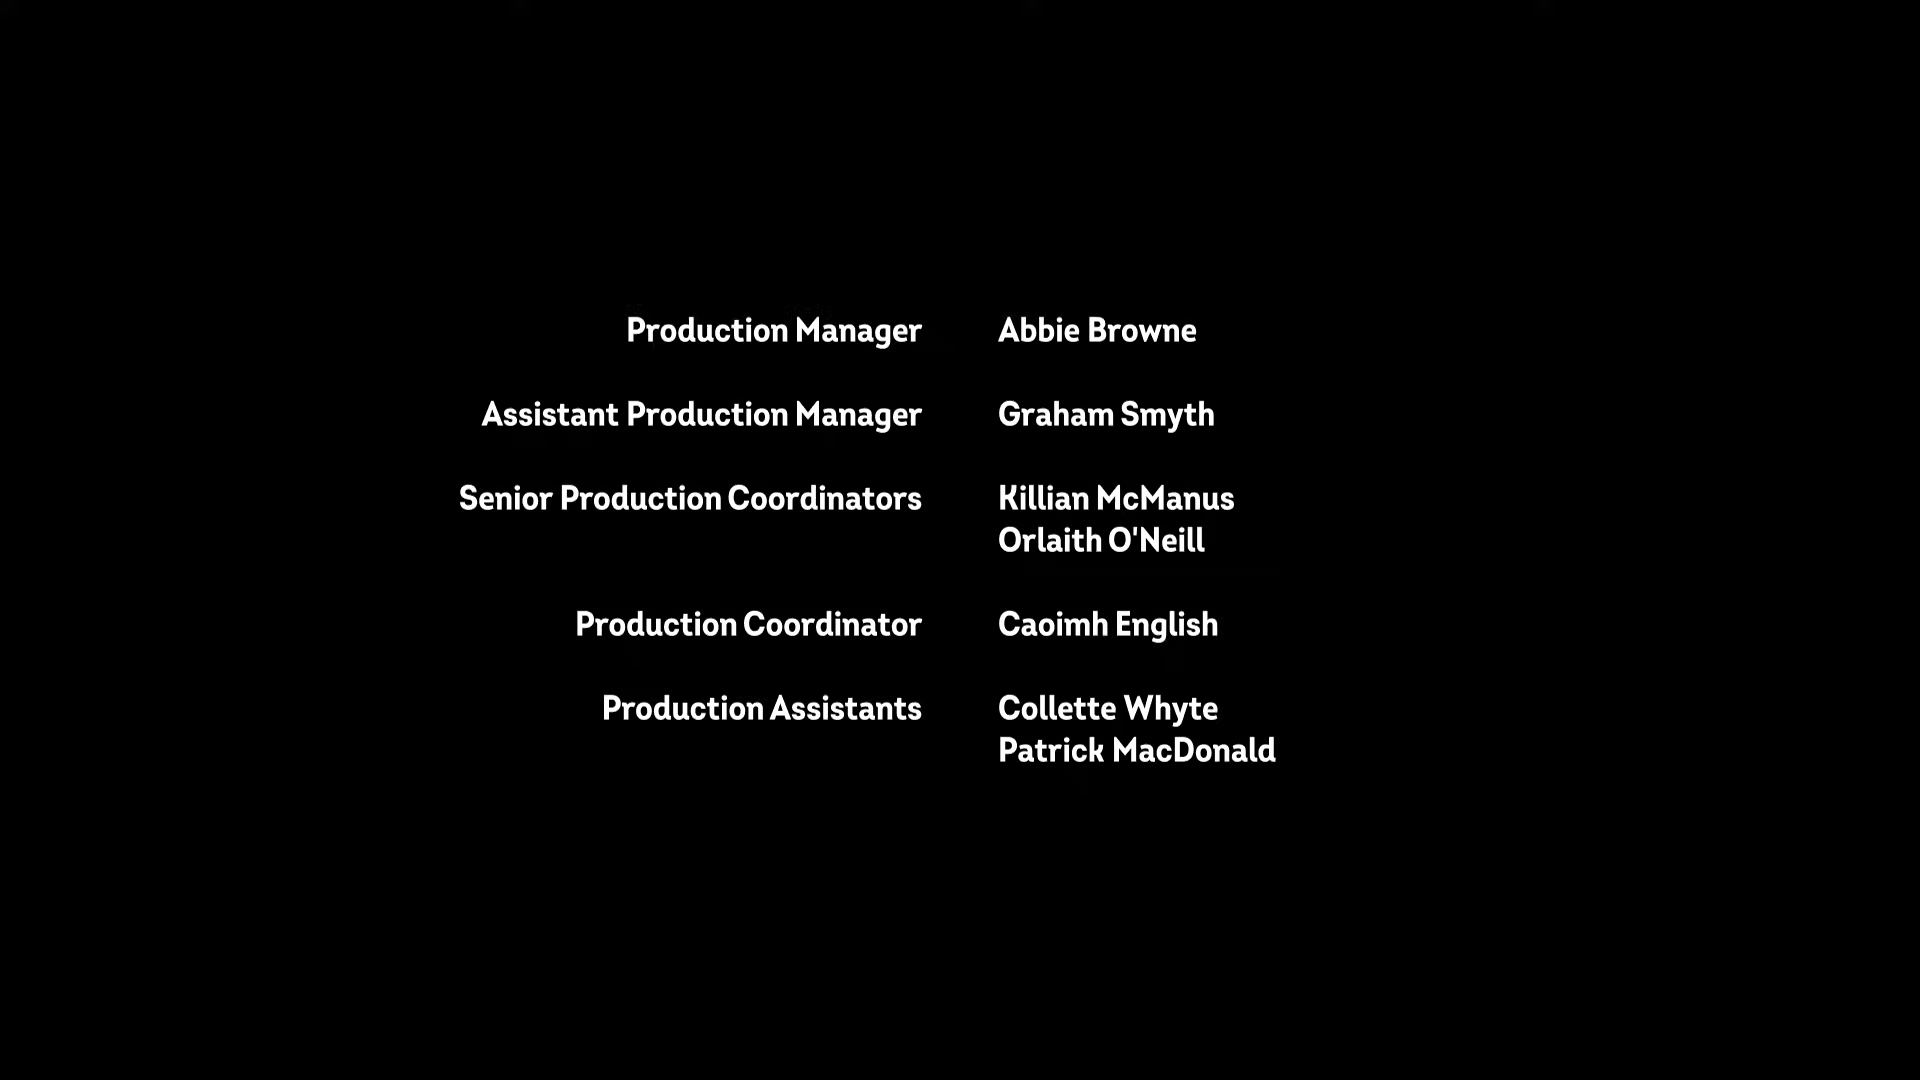 Production Manager Abbie Browne
Assistant Production Manager Graham Smyth
Senior Production Coordinators Killian McManus
Orlaith O'Neill
Production Coordinator Caoimh English
Production Assistants Collette Whyte
Patrick MacDonald